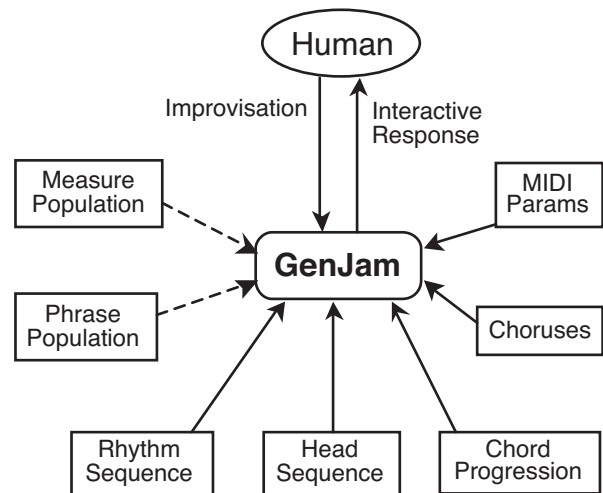 Human
Improvisation
Interactive
Response
Measure
Population
MIDI
Params
GenJam
Phrase
Population
Choruses
Rhythm
Sequence
Head
Sequence
Chord
Progression